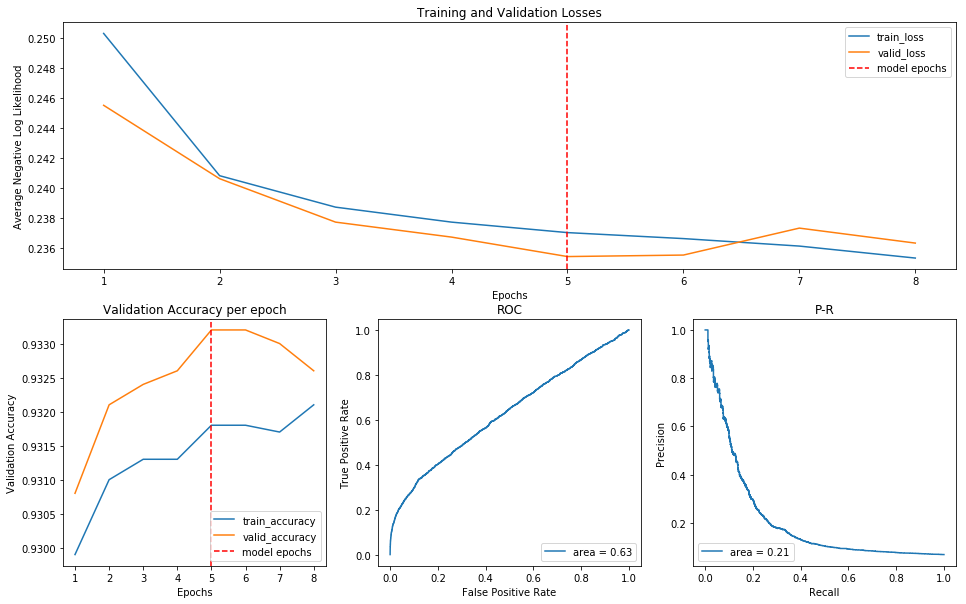 Training and Validation Losses
Average Negative Log Likelihood
0.250
0.248
0.246
0.244
0.242
0.240
0.238
0.236
train_loss
valid_loss
model epochs
1 2 3 4 5 6 7 8
Epochs
Validation Accuracy per epoch
Validation Accuracy
0.9330
0.9325
0.9320
0.9315
0.9310
0.9305
0.9300
train_accuracy
valid_accuracy
model epochs
1 2 3 4 5 6 7 8
Epochs
ROC
True Positive Rate
1.0
0.8
0.6
0.4
0.2
0.0
area = 0.63
0.0 0.2 0.4 0.6 0.8 1.0
False Positive Rate
P-R
Precision
1.0
0.8
0.6
0.4
0.2
area = 0.21
0.0 0.2 0.4 0.6 0.8 1.0
Recall